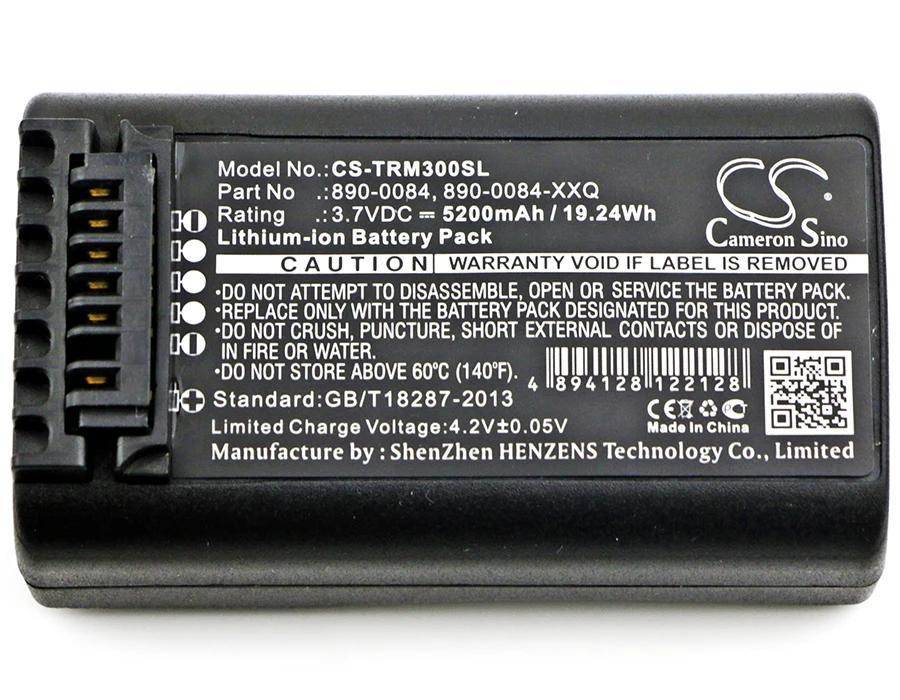 Model No.:CS-TRM300SL
Part No .:890-0084, 890-0084-XXQ
Rating .:3.7VDC ⎓ 5200mAh / 19.24Wh
Lithium-ion Battery Pack
CS
Cameron Sino
CAUTION WARRANTY VOID IF LABEL IS REMOVED
•DO NOT ATTEMPT TO DISASSEMBLE, OPEN OR SERVICE THE BATTERY PACK.
•REPLACE ONLY WITH THE BATTERY PACK DESIGNATED FOR THIS PRODUCT.
•DO NOT CRUSH, PUNCTURE, SHORT EXTERNAL CONTACTS OR DISPOSE OF
IN FIRE OR WATER.
•DO NOT STORE ABOVE 60°C (140°F).
4 894128 122128
Standard:GB/T18287-2013
CE
Made In China
Limited Charge Voltage:4.2V±0.05V
Manufacture by : ShenZhen HENZENS Technology Co., Limited